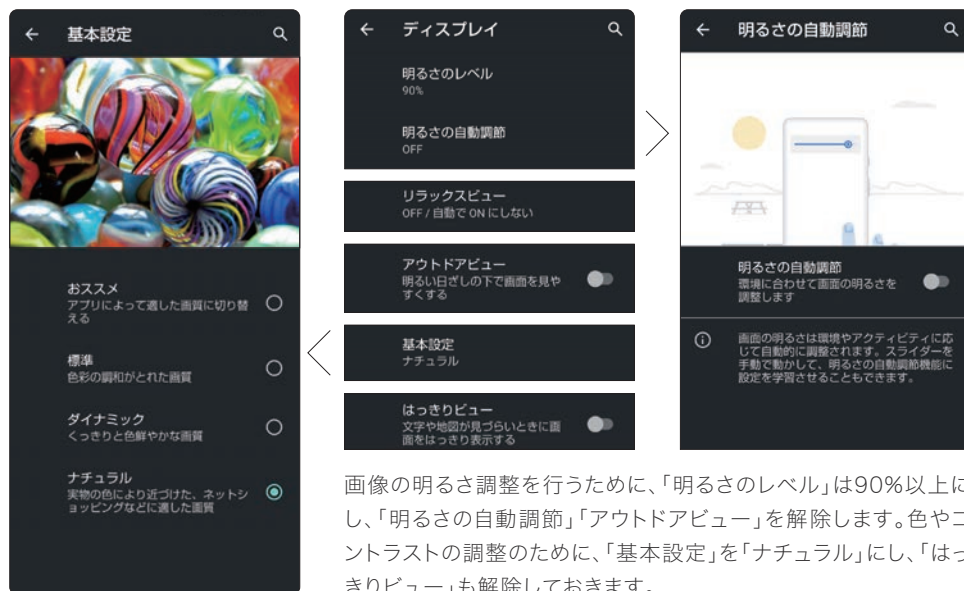 基本設定
おススメ
アプリによって適した画質に切り替
える
標準
色彩の調和がとれた画質
ダイナミック
くっきりと色鮮やかな画質
ナチュラル
実物の色により近づけた、ネットシ
ョッピングなどに適した画質
ディスプレイ
明るさのレベル
90%
明るさの自動調節
OFF
リラックスビュー
OFF / 自動で ON にしない
アウトドアビュー
明るい日ざしの下で画面を見や
すくする
基本設定
ナチュラル
はっきりビュー
文字や地図が見づらいときに画
面をはっきり表示する
明るさの自動調節
明るさの自動調節
環境に合わせて画面の明るさを
調整します
画面の明るさは環境やアクティビティに応
じて自動的に調整されます。スライダーを
手動で動かして、明るさの自動調節機能に
設定を学習させることもできます。
画像の明るさ調整を行うために、「明るさのレベル」は90%以上に
し、「明るさの自動調節」「アウトドアビュー」を解除します。色やコ
ントラストの調整のために、「基本設定」を「ナチュラル」にし、「はっ
きりビュー」も解除しておきます。